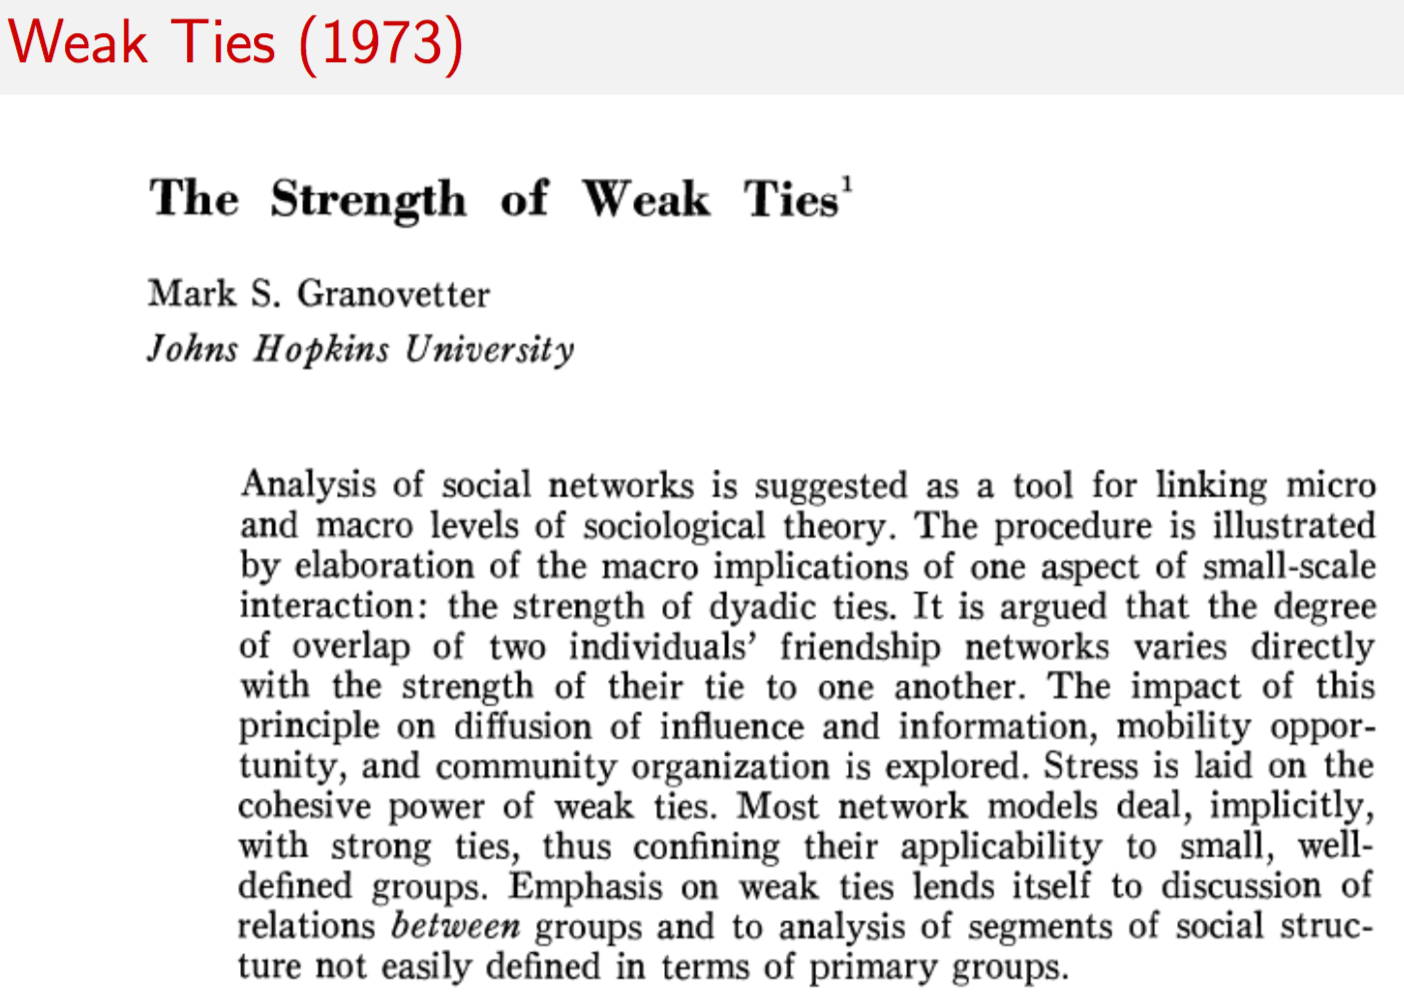 Weak Ties (1973)
The Strength of Weak Ties¹
Mark S. Granovetter
Johns Hopkins University
Analysis of social networks is suggested as a tool for linking micro
and macro levels of sociological theory. The procedure is illustrated
by elaboration of the macro implications of one aspect of small-scale
interaction: the strength of dyadic ties. It is argued that the degree
of overlap of two individuals' friendship networks varies directly
with the strength of their tie to one another. The impact of this
principle on diffusion of influence and information, mobility oppor-
tunity, and community organization is explored. Stress is laid on the
cohesive power of weak ties. Most network models deal, implicitly,
with strong ties, thus confining their applicability to small, well-
defined groups. Emphasis on weak ties lends itself to discussion of
relations between groups and to analysis of segments of social struc-
ture not easily defined in terms of primary groups.